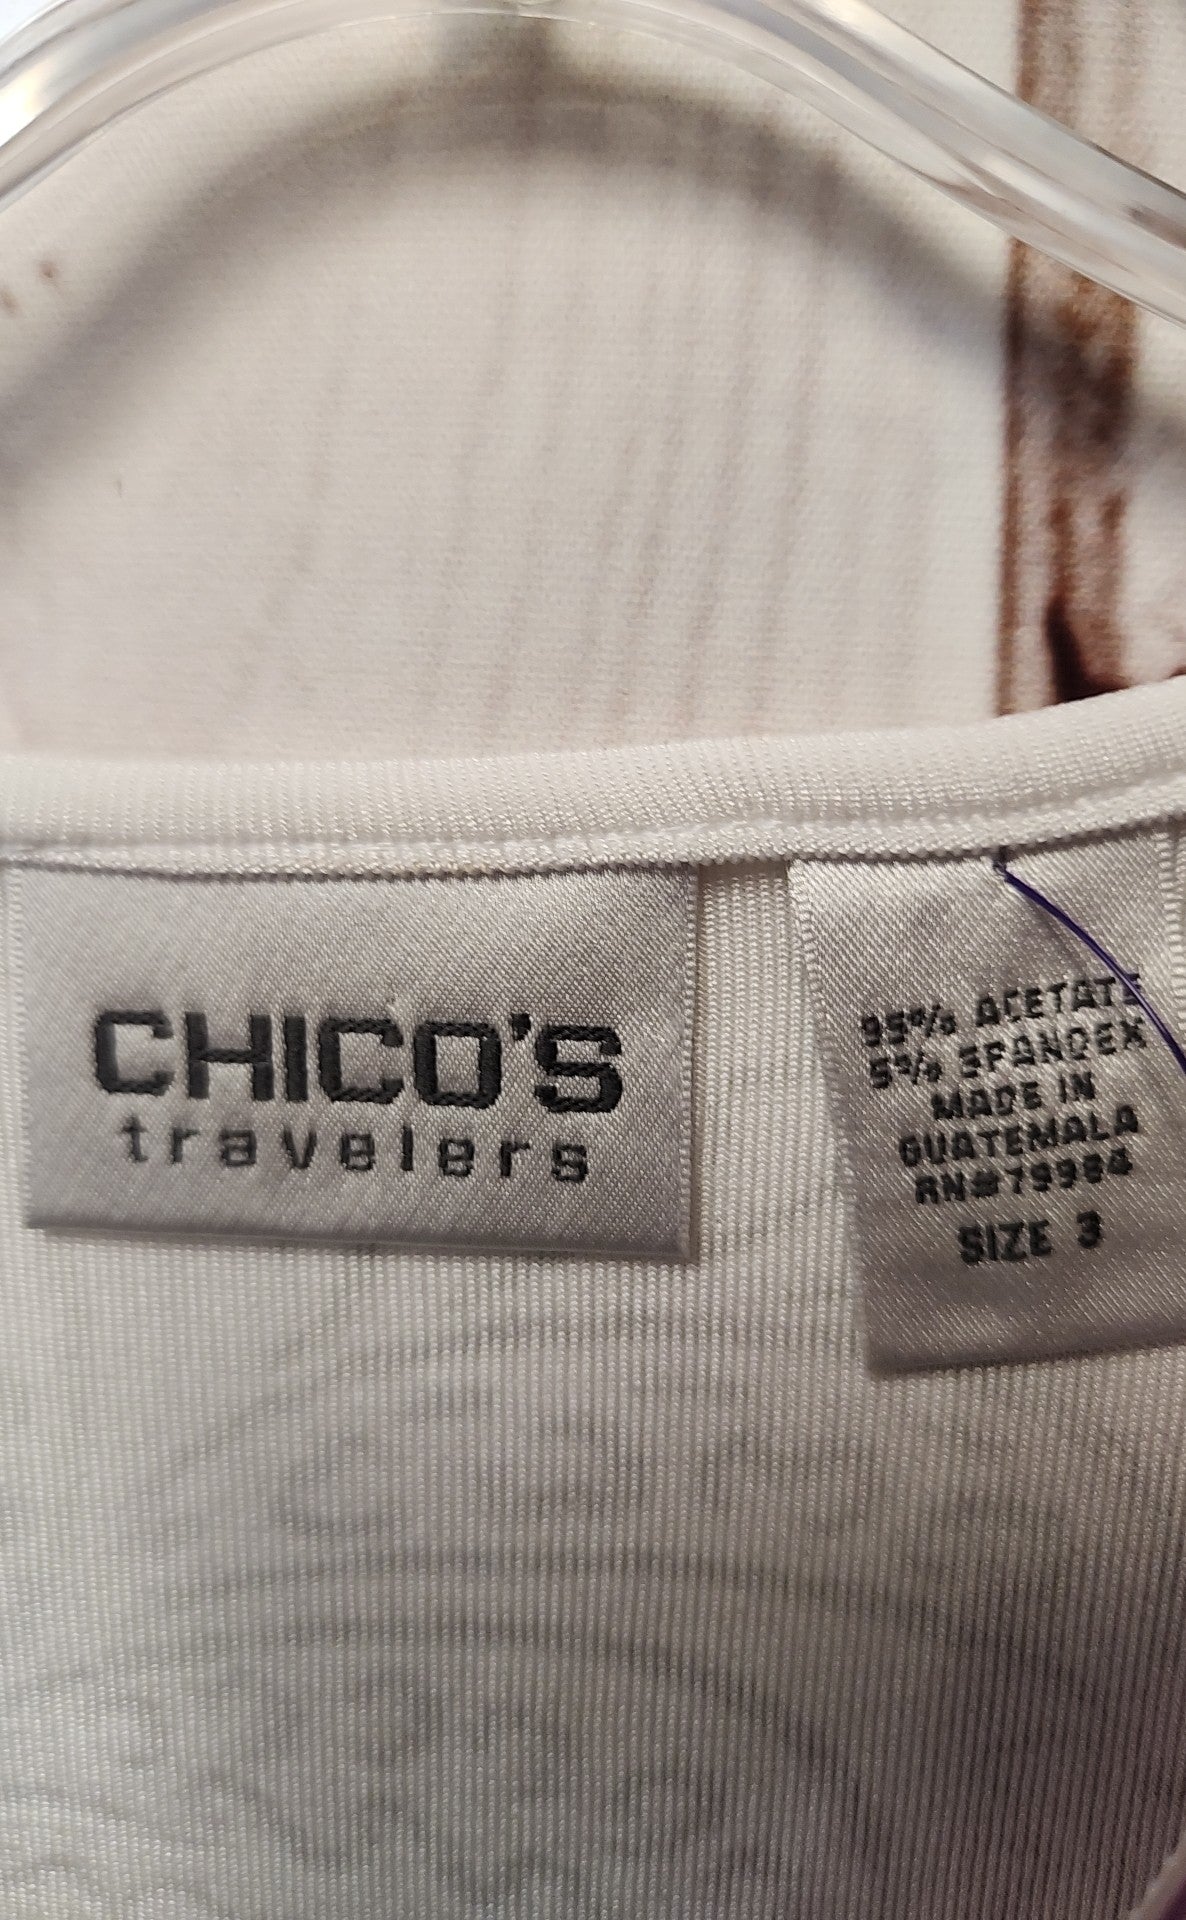 CHICO'S
travelers
95% ACETATE
5% SPANDEX
MADE IN
GUATEMALA
RN#79984
SIZE 3